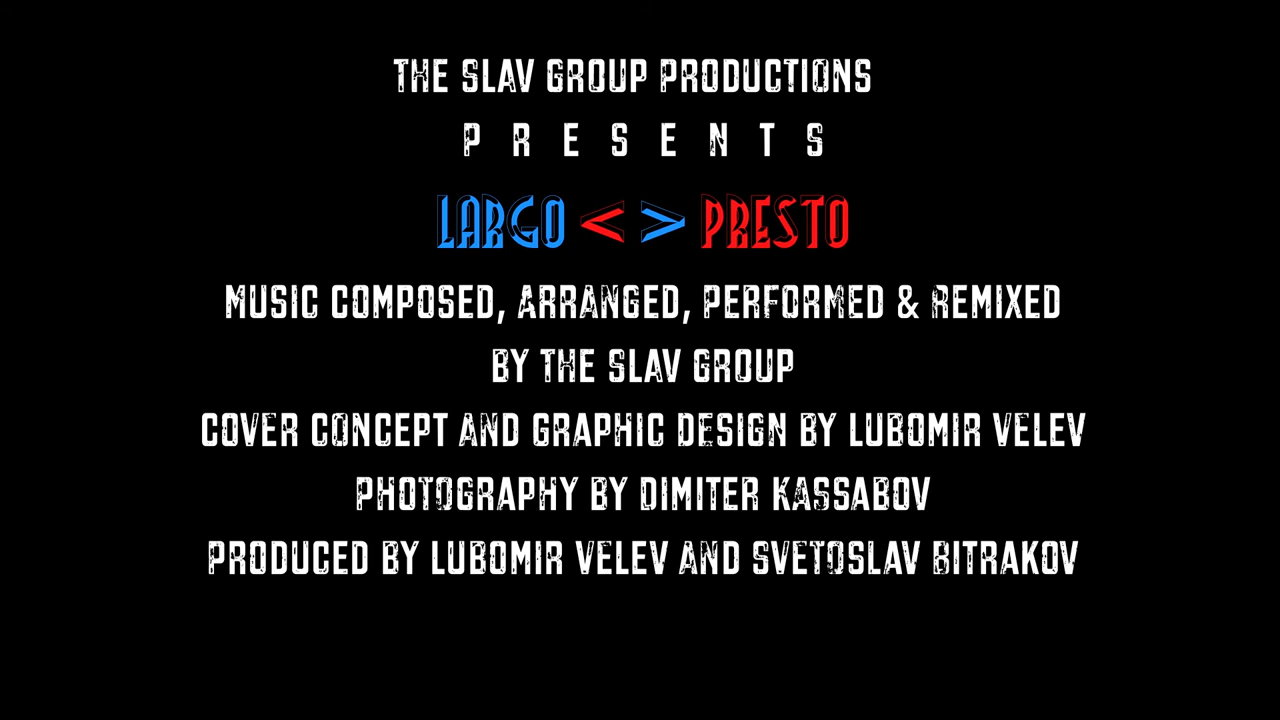 THE SLAV GROUP PRODUCTIONS
P R E S E N T S
LARGO < > PRESTO
MUSIC COMPOSED, ARRANGED, PERFORMED & REMIXED
BY THE SLAV GROUP
COVER CONCEPT AND GRAPHIC DESIGN BY LUBOMIR VELEV
PHOTOGRAPHY BY DIMITER KASSABOV
PRODUCED BY LUBOMIR VELEV AND SVETOSLAV BITRAKOV